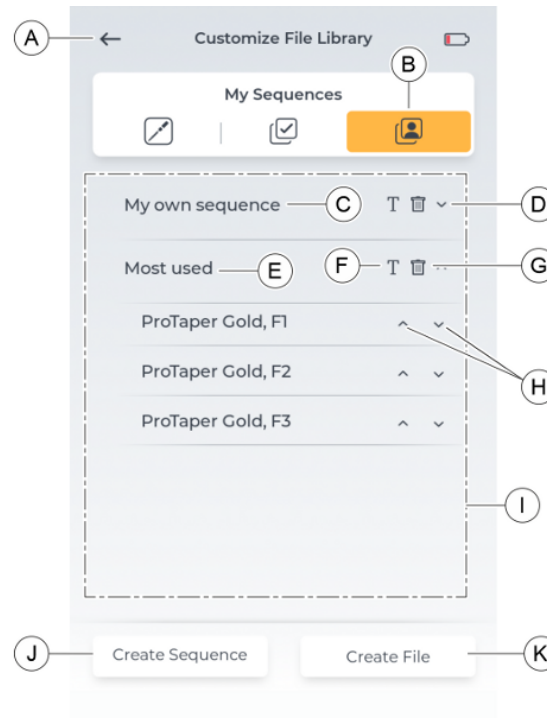 A
Customize File Library
B
My Sequences
My own sequence
C
T
D
Most used
E
F
T
G
ProTaper Gold, F1
H
ProTaper Gold, F2
ProTaper Gold, F3
I
J
Create Sequence
Create File
K